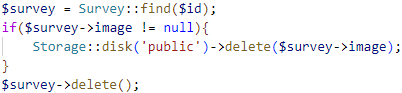 $survey = Survey::find($id);
if($survey->image != null){
    Storage::disk('public')->delete($survey->image);
}
$survey->delete();